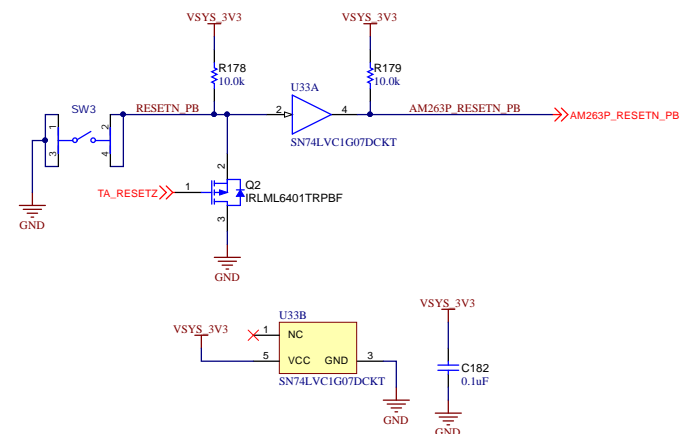 VSYS_3V3
VSYS_3V3
R178
10.0k
R179
10.0k
U33A
SW3
RESETN_PB
2
4
AM263P_RESETN_PB
AM263P_RESETN_PB
1
3
2
4
SN74LVC1G07DCKT
2
TA_RESETZ
1
Q2
IRLML6401TRPBF
3
GND
GND
VSYS_3V3
U33B
VSYS_3V3
1
NC
5
VCC
GND
3
C182
0.1uF
SN74LVC1G07DCKT
GND
GND